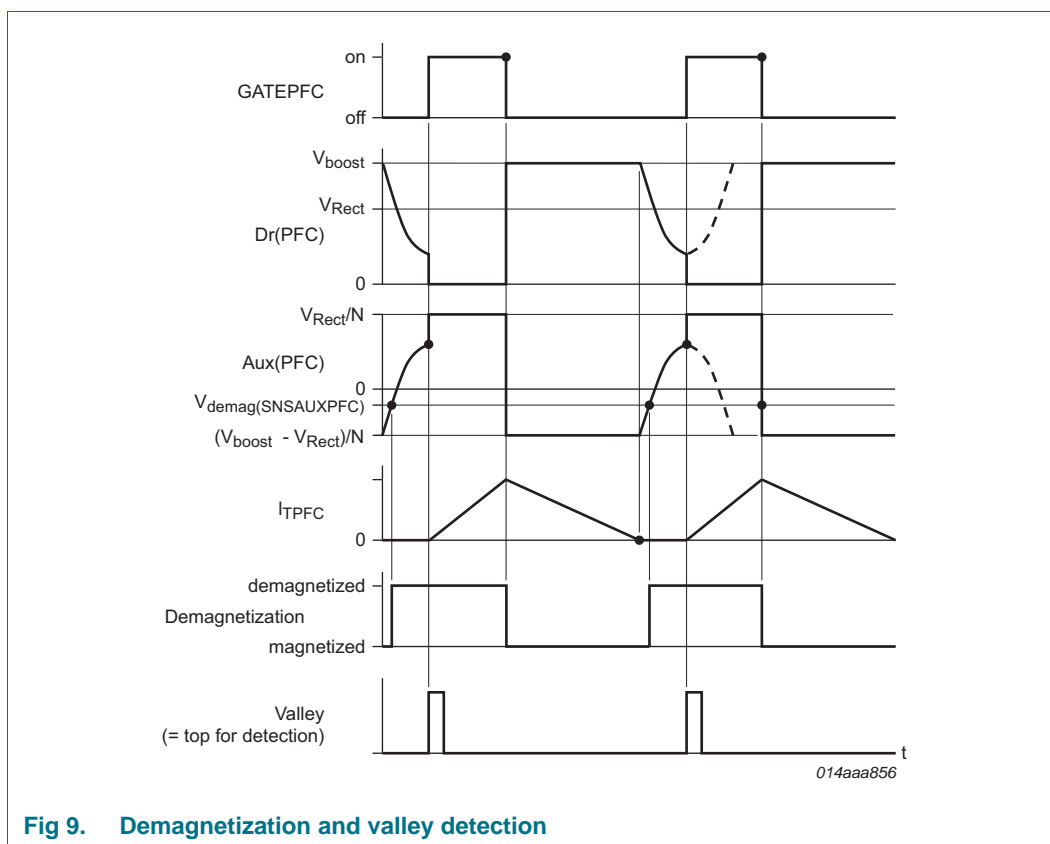 on
GATEPFC
off
Vboost
VRect
Dr(PFC)
0
VRect/N
Aux(PFC)
0
Vdemag(SNSAUXPFC)
(Vboost - VRect)/N
ITPFC
0
demagnetized
Demagnetization
magnetized
Valley
(= top for detection)
t
014aaa856
Fig 9. Demagnetization and valley detection